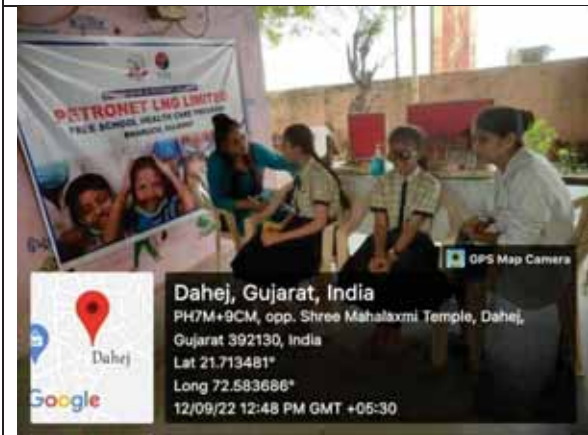 PETRONET LNG LIMITED
FREE SCHOOL HEALTH CARE PROGRAM
BHARUCH, GUJARAT
GPS Map Camera
Dahej, Gujarat, India
PH7M+9CM, opp. Shree Mahalaxmi Temple, Dahej,
Gujarat 392130, India
Lat 21.713481°
Long 72.583686°
12/09/22 12:48 PM GMT +05:30
Dahej
Google